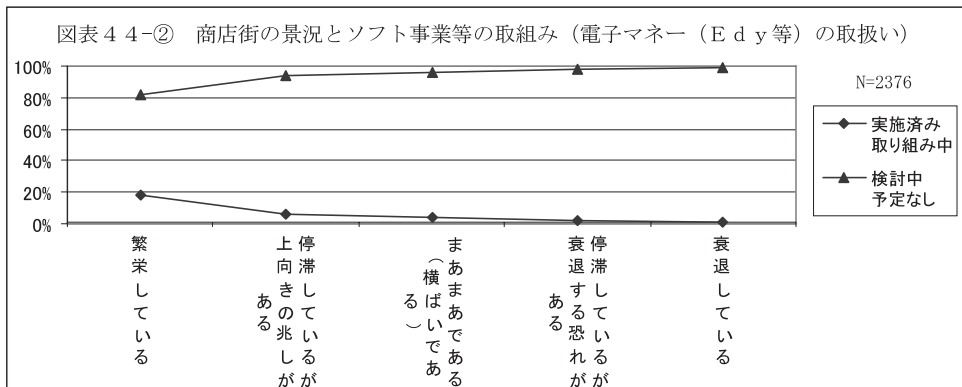 図表４４-②　商店街の景況とソフト事業等の取組み（電子マネー（Ｅｄｙ等）の取扱い）
100%
80%
60%
40%
20%
0%
N=2376
実施済み
取り組み中
検討中
予定なし
繁栄している
停滞しているが
上向きの兆しが
ある
まあまあである
（横ばいであ
る）
停滞しているが
衰退する恐れが
ある
衰退している